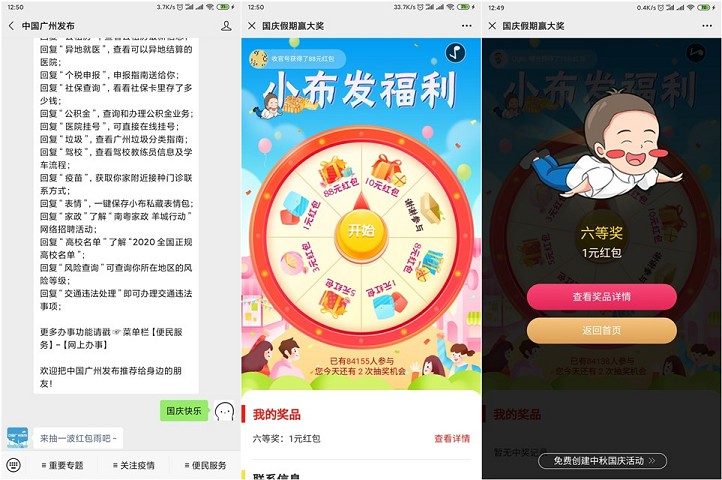 12:50
3.7K/s
中国广州发布
回复"异地就医",查看可以异地结算的
医院;
回复"个税申报",申报指南送给你;
回复"社保查询",看看社保卡里存了多
少钱;
回复"公积金",查询和办理公积金业务;
回复"医院挂号",可直接在线挂号;
回复"垃圾",查看广州垃圾分类指南;
回复"驾校",查看驾校教练员信息及学
车流程;
回复"疫苗",获取你家附近接种门诊联
系方式;
回复"表情",一键保存小布私藏表情包;
回复"家政"了解"南粤家政 羊城行动"
网络招聘活动;
回复"高校名单"了解"2020全国正规
高校名单";
回复"风险查询"可查询你所在地区的风
险等级;
回复"交通违法处理"即可办理交通违法
事项;
更多办事功能请戳☞菜单栏【便民服
务】-【网上办事】
欢迎把中国广州发布推荐给身边的朋
友!
国庆快乐
来抽一波红包雨吧~
≡ 重要专题
≡ 关注疫情
≡ 便民服务
12:50
33.7K/s
国庆假期赢大奖
收官号获得了88元红包
小布发福利
88元红包
10元红包
谢谢参与
8元红包
1元红包
5元红包
3元红包
1元红包
开始
已有84155人参与
您今天还有 2 次抽奖机会
我的奖品
六等奖:1元红包
查看详情
联系信息
12:49
0.4K/s
国庆假期赢大奖
小布发福利
六等奖
1元红包
查看奖品详情
返回首页
您今天还有 2 次抽奖机会
暂无中奖记录
免费创建中秋国庆活动 >>